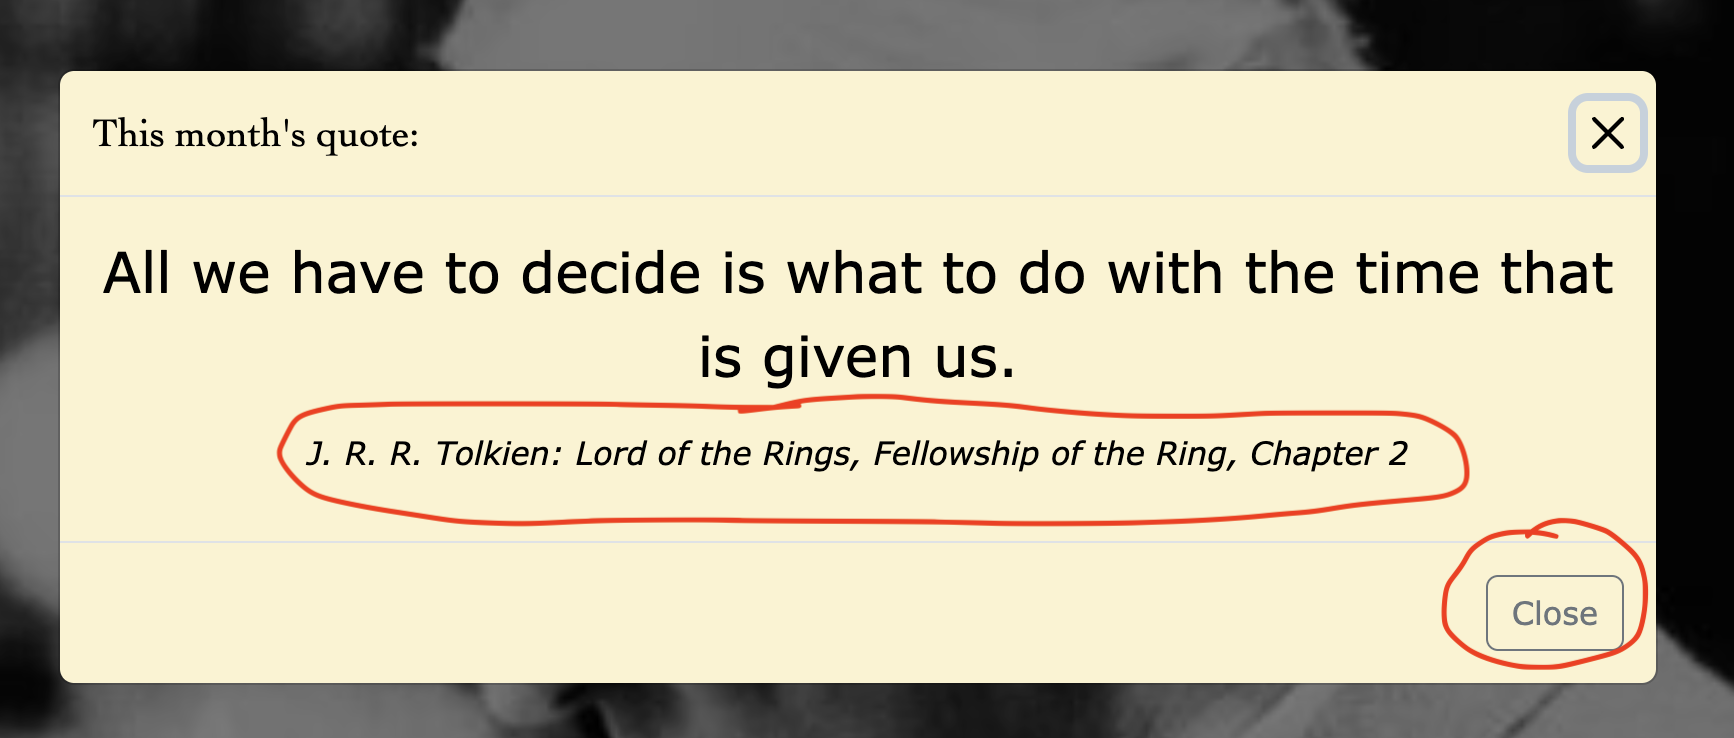 This month's quote:
All we have to decide is what to do with the time that
is given us.
J. R. R. Tolkien: Lord of the Rings, Fellowship of the Ring, Chapter 2
Close